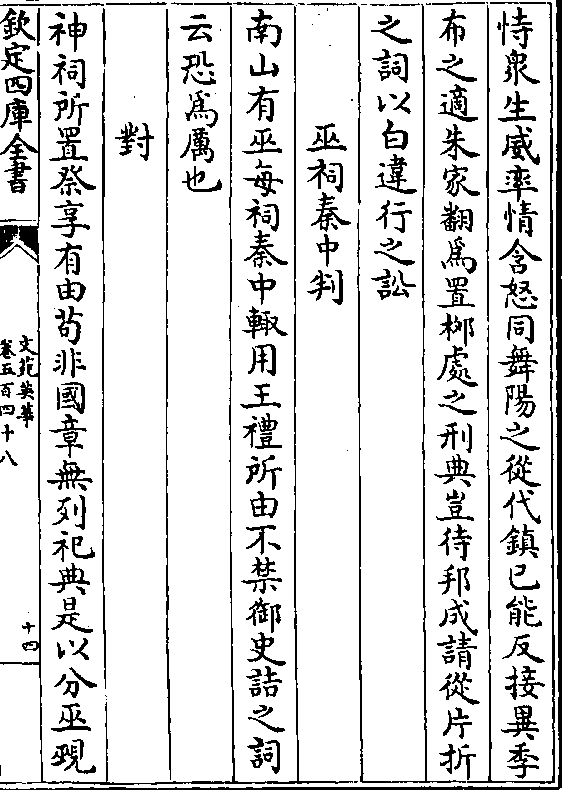 恃衆生威率情含怒同舞陽之從代鎮已能反接異季
布之適朱家翻爲置栁處之刑典豈待邦成請從片折
之詞以白違行之訟
巫祠秦中判
南山有巫每祠秦中輙用王禮所由不禁御史詰之詞
云恐爲厲也
對
神祠所置祭享有由苟非國章無列祀典是以分巫覡
欽定四庫全書
文苑英華
卷五百四十八
十四